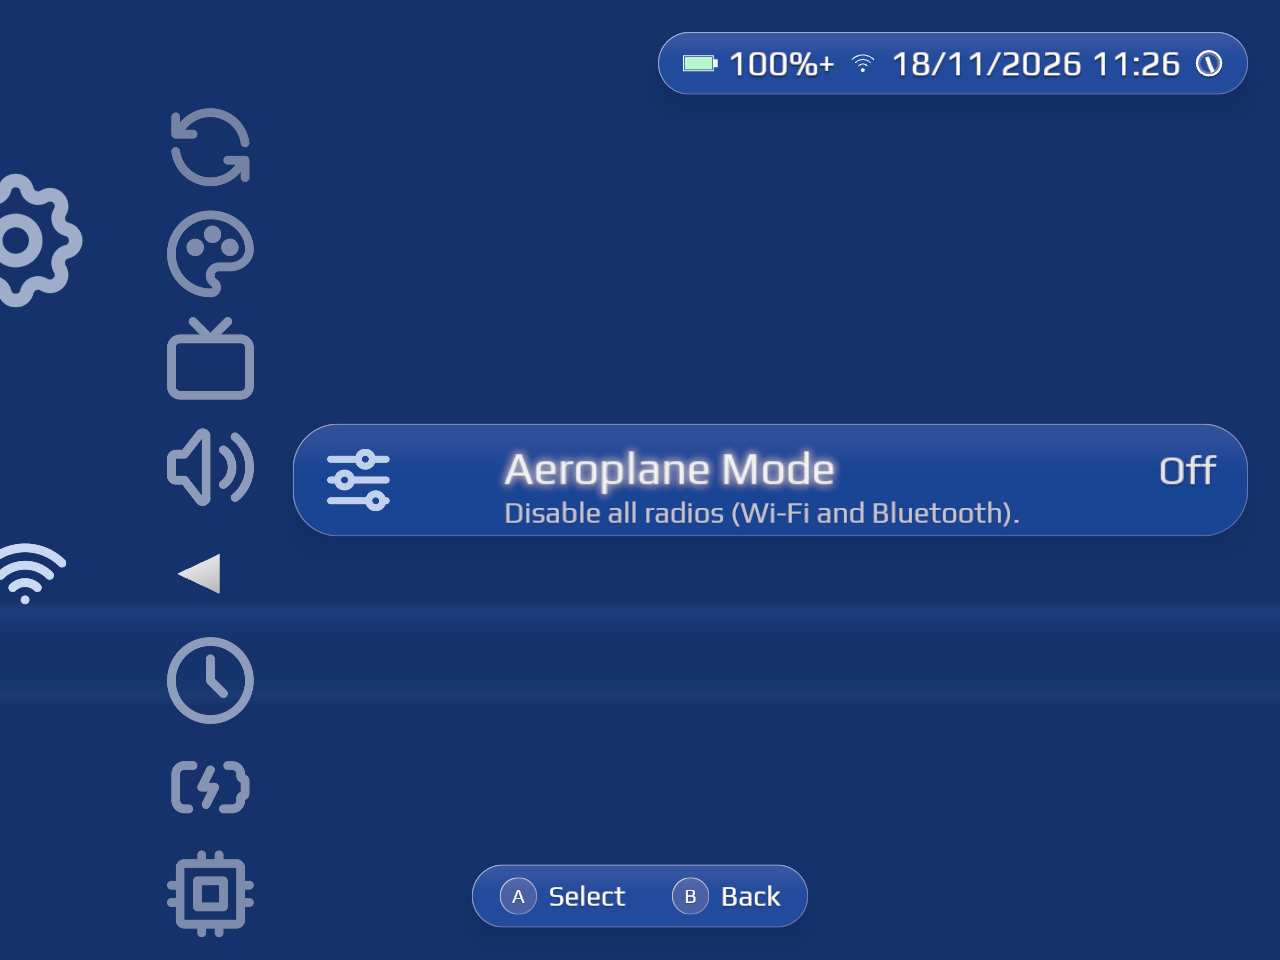 100%+ 18/11/2026 11:26
Aeroplane Mode Off
Disable all radios (Wi-Fi and Bluetooth).
A Select B Back